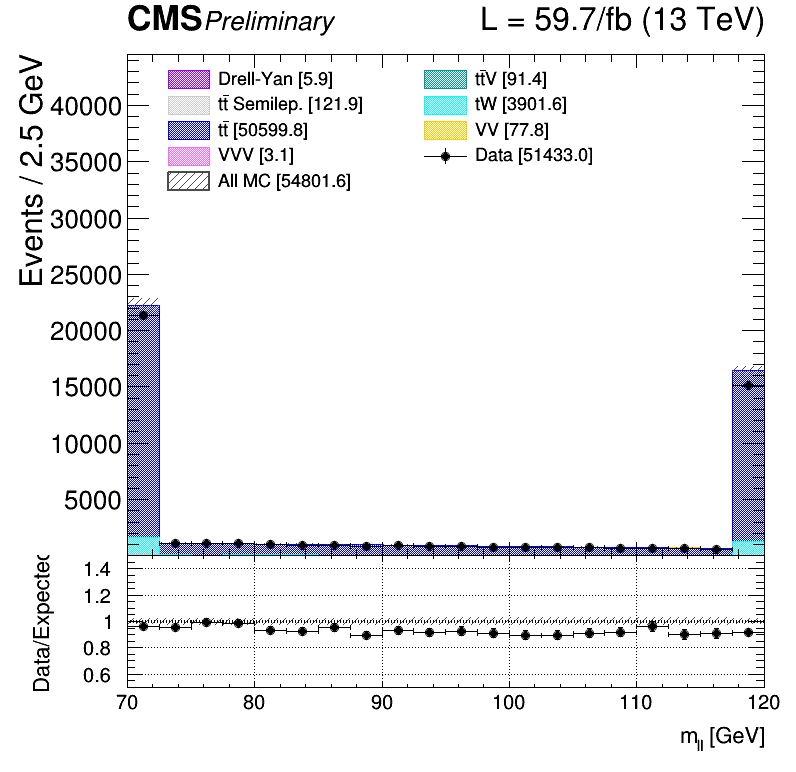 CMS Preliminary L = 59.7/fb (13 TeV)
Events / 2.5 GeV
40000
35000
30000
25000
20000
15000
10000
5000
Drell-Yan [5.9]
tt̄ Semilep. [121.9]
tt̄ [50599.8]
VVV [3.1]
All MC [54801.6]
tt̄V [91.4]
tW [3901.6]
VV [77.8]
Data [51433.0]
Data/Expected
1.4
1.2
1
0.8
0.6
70 80 90 100 110 120
m_ll [GeV]